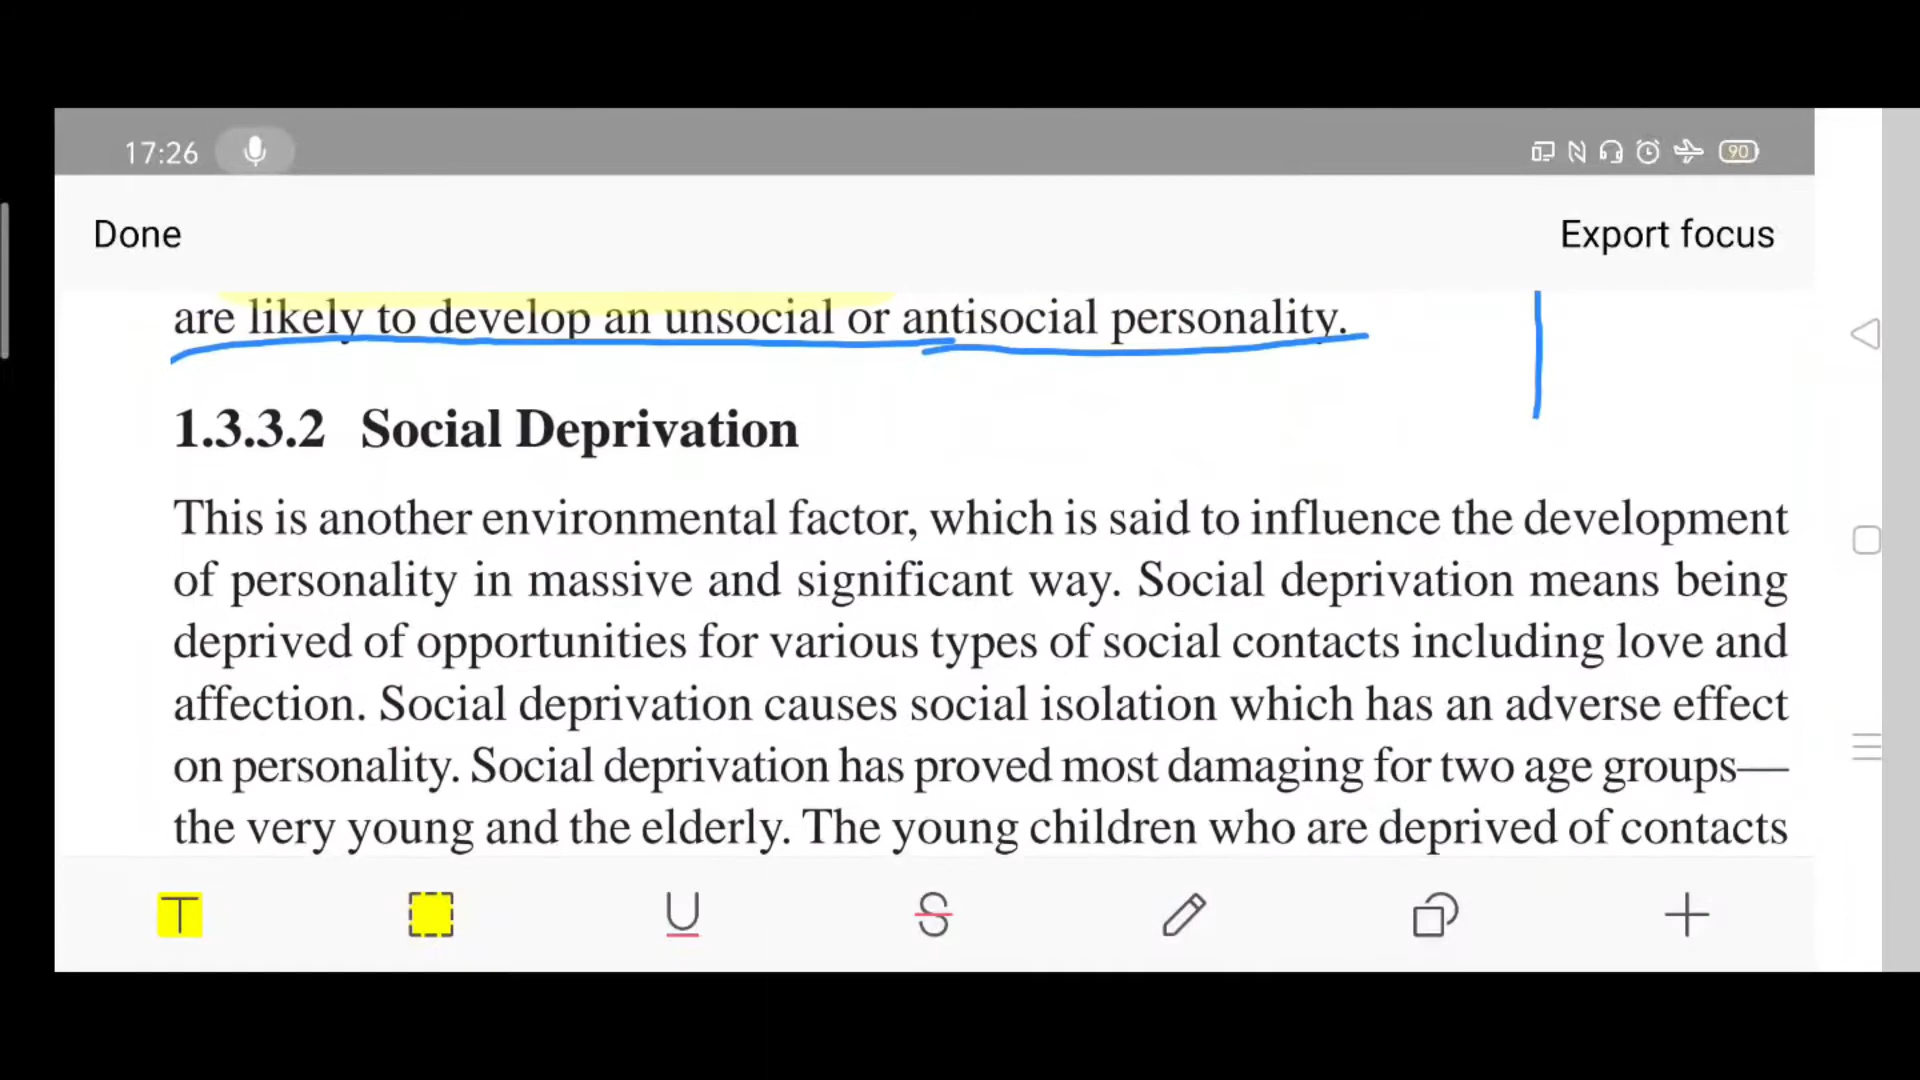 17:26
90
Done
Export focus
are likely to develop an unsocial or antisocial personality.
1.3.3.2 Social Deprivation
This is another environmental factor, which is said to influence the development
of personality in massive and significant way. Social deprivation means being
deprived of opportunities for various types of social contacts including love and
affection. Social deprivation causes social isolation which has an adverse effect
on personality. Social deprivation has proved most damaging for two age groups—
the very young and the elderly. The young children who are deprived of contacts
T
U
S